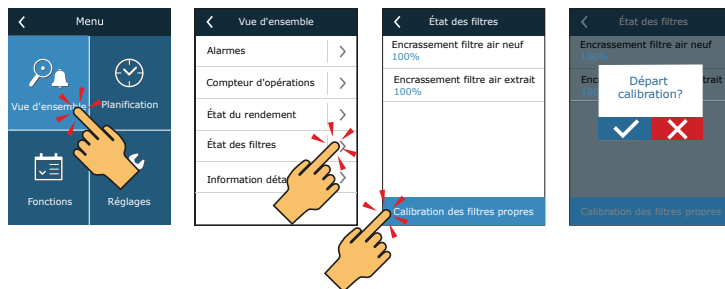 Menu
Vue d'ensemble
Planification
Fonctions
Réglages
Vue d'ensemble
Alarmes
Compteur d'opérations
État du rendement
État des filtres
Information
État des filtres
Encrassement filtre air neuf
100%
Encrassement filtre air extrait
100%
Calibration des filtres propres
État des filtres
Encrassement filtre air neuf
100%
Départ
calibration?
Calibration des filtres propres